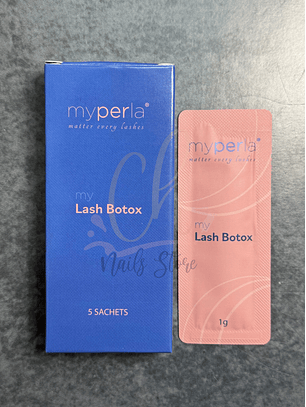 myperla®
matter every lashes
my
Lash Botox
5 SACHETS
myperla®
matter every lashes
my
Lash Botox
1g
Nails Store